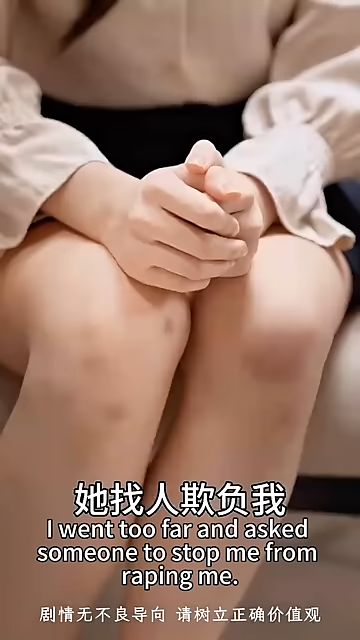 她找人欺负我
I went too far and asked
someone to stop me from
raping me.
剧情无不良导向 请树立正确价值观